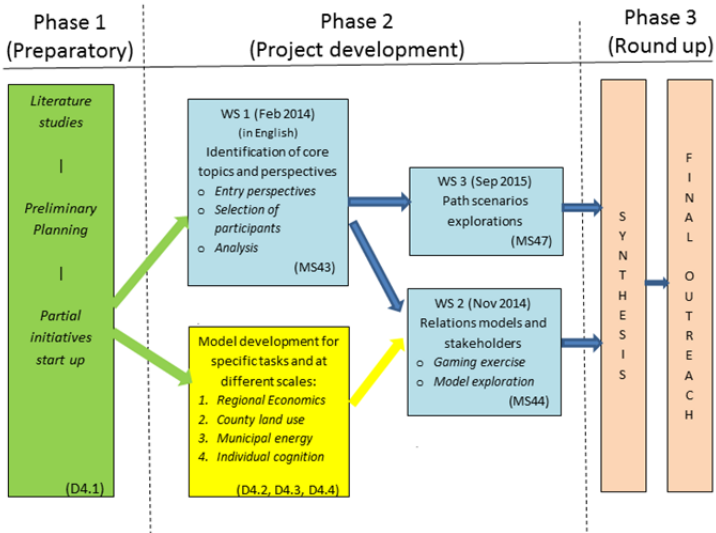 Phase 1
(Preparatory)
Phase 2
(Project development)
Phase 3
(Round up)
Literature
studies
|
Preliminary
Planning
|
Partial
initiatives
start up
(D4.1)
WS 1 (Feb 2014)
(in English)
Identification of core
topics and perspectives
o Entry perspectives
o Selection of
participants
o Analysis
(MS43)
Model development for
specific tasks and at
different scales:
1. Regional Economics
2. County land use
3. Municipal energy
4. Individual cognition
(D4.2, D4.3, D4.4)
WS 3 (Sep 2015)
Path scenarios
explorations
(MS47)
WS 2 (Nov 2014)
Relations models and
stakeholders
o Gaming exercise
o Model exploration
(MS44)
SYNTHESIS
FINAL OUTREACH